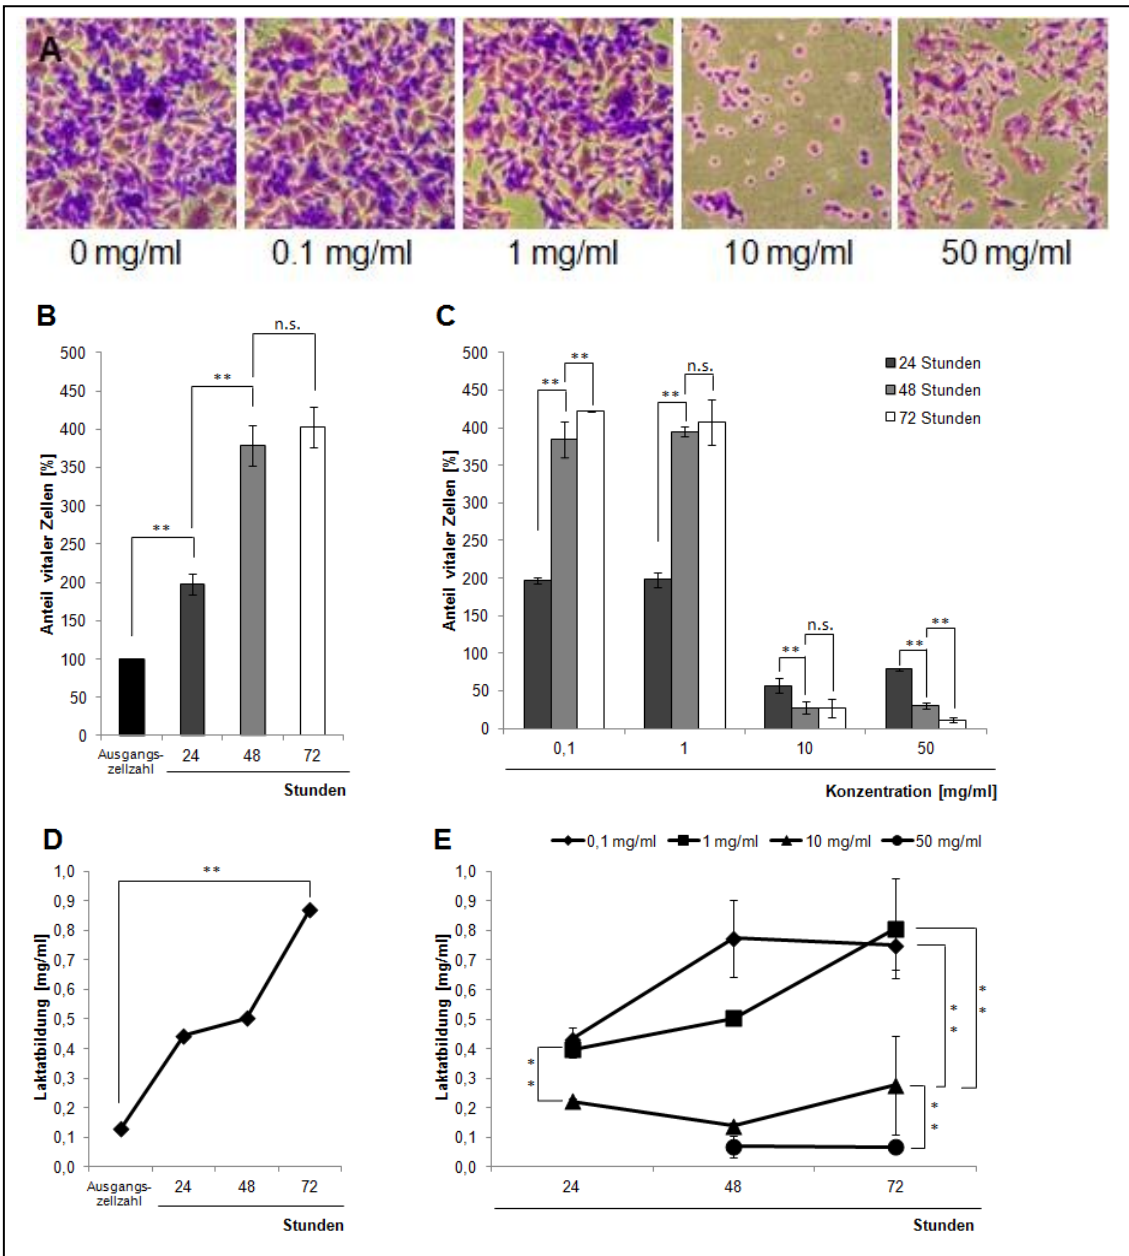 A
0 mg/ml 0.1 mg/ml 1 mg/ml 10 mg/ml 50 mg/ml
B
n.s.
**
**
Anteil vitaler Zellen [%]
500
450
400
350
300
250
200
150
100
50
0
Ausgangs-
zellzahl
24 48 72
Stunden
C
24 Stunden
48 Stunden
72 Stunden
** ** ** n.s. ** n.s. ** **
Anteil vitaler Zellen [%]
500
450
400
350
300
250
200
150
100
50
0
0,1 1 10 50
Konzentration [mg/ml]
D
**
Laktatbildung [mg/ml]
1,0
0,9
0,8
0,7
0,6
0,5
0,4
0,3
0,2
0,1
0,0
Ausgangs-
zellzahl
24 48 72
Stunden
E
0,1 mg/ml 1 mg/ml 10 mg/ml 50 mg/ml
Laktatbildung [mg/ml]
1,0
0,9
0,8
0,7
0,6
0,5
0,4
0,3
0,2
0,1
0,0
**
**
**
**
24 48 72
Stunden